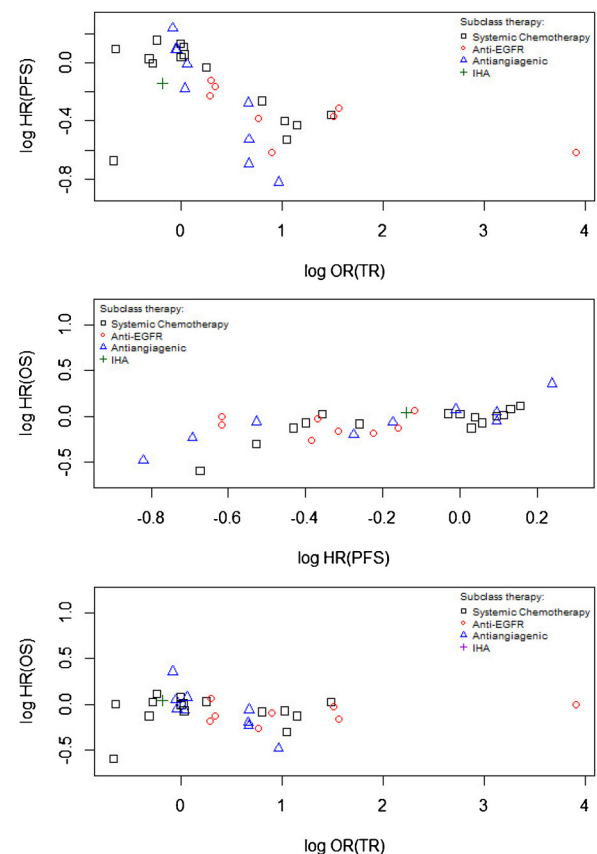 Subclass therapy:
Systemic Chemotherapy
Anti-EGFR
Antiangiagenic
IHA
log HR(PFS)
0.0
-0.4
-0.8
0 1 2 3 4
log OR(TR)
Subclass therapy:
Systemic Chemotherapy
Anti-EGFR
Antiangiagenic
IHA
log HR(OS)
1.0
0.5
0.0
-0.5
-0.8 -0.6 -0.4 -0.2 0.0 0.2
log HR(PFS)
Subclass therapy:
Systemic Chemotherapy
Anti-EGFR
Antiangiagenic
IHA
log HR(OS)
1.0
0.5
0.0
-0.5
0 1 2 3 4
log OR(TR)